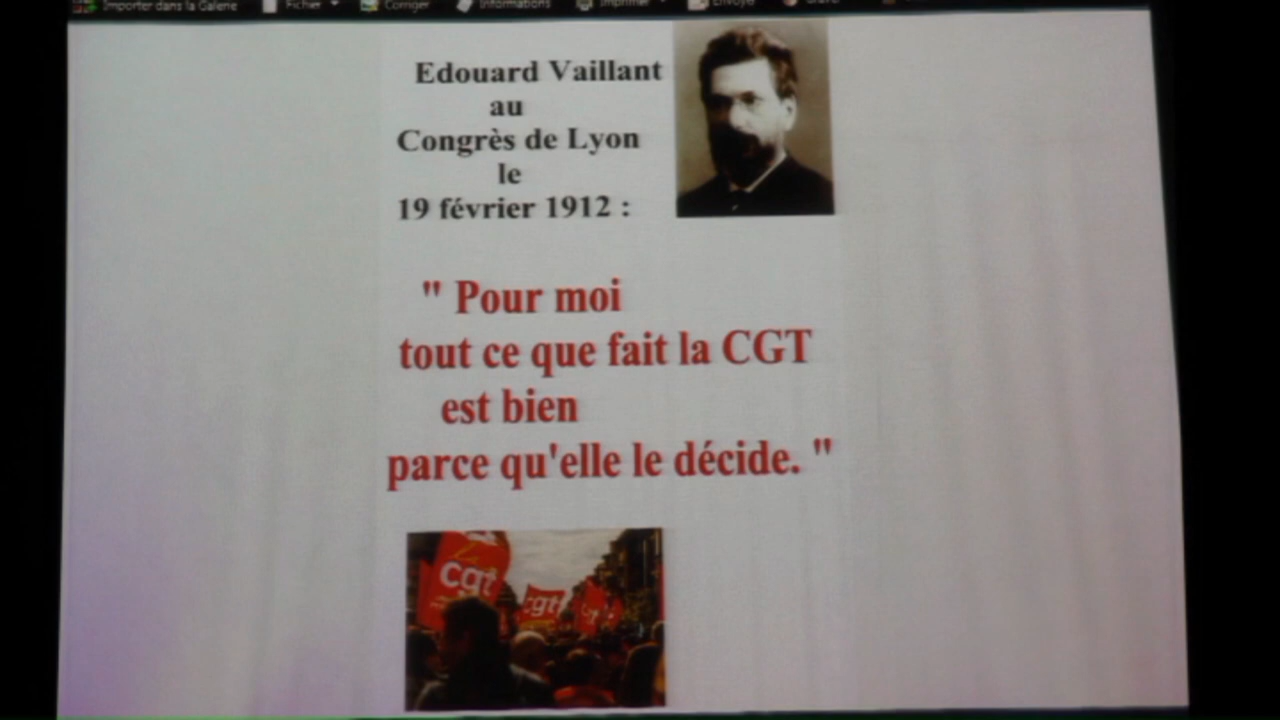 Importer dans la Galerie Fichier Corriger Informations Imprimer Envoyer
Edouard Vaillant
au
Congrès de Lyon
le
19 février 1912 :
" Pour moi
tout ce que fait la CGT
est bien
parce qu'elle le décide. "
cgt
cgt
cgt